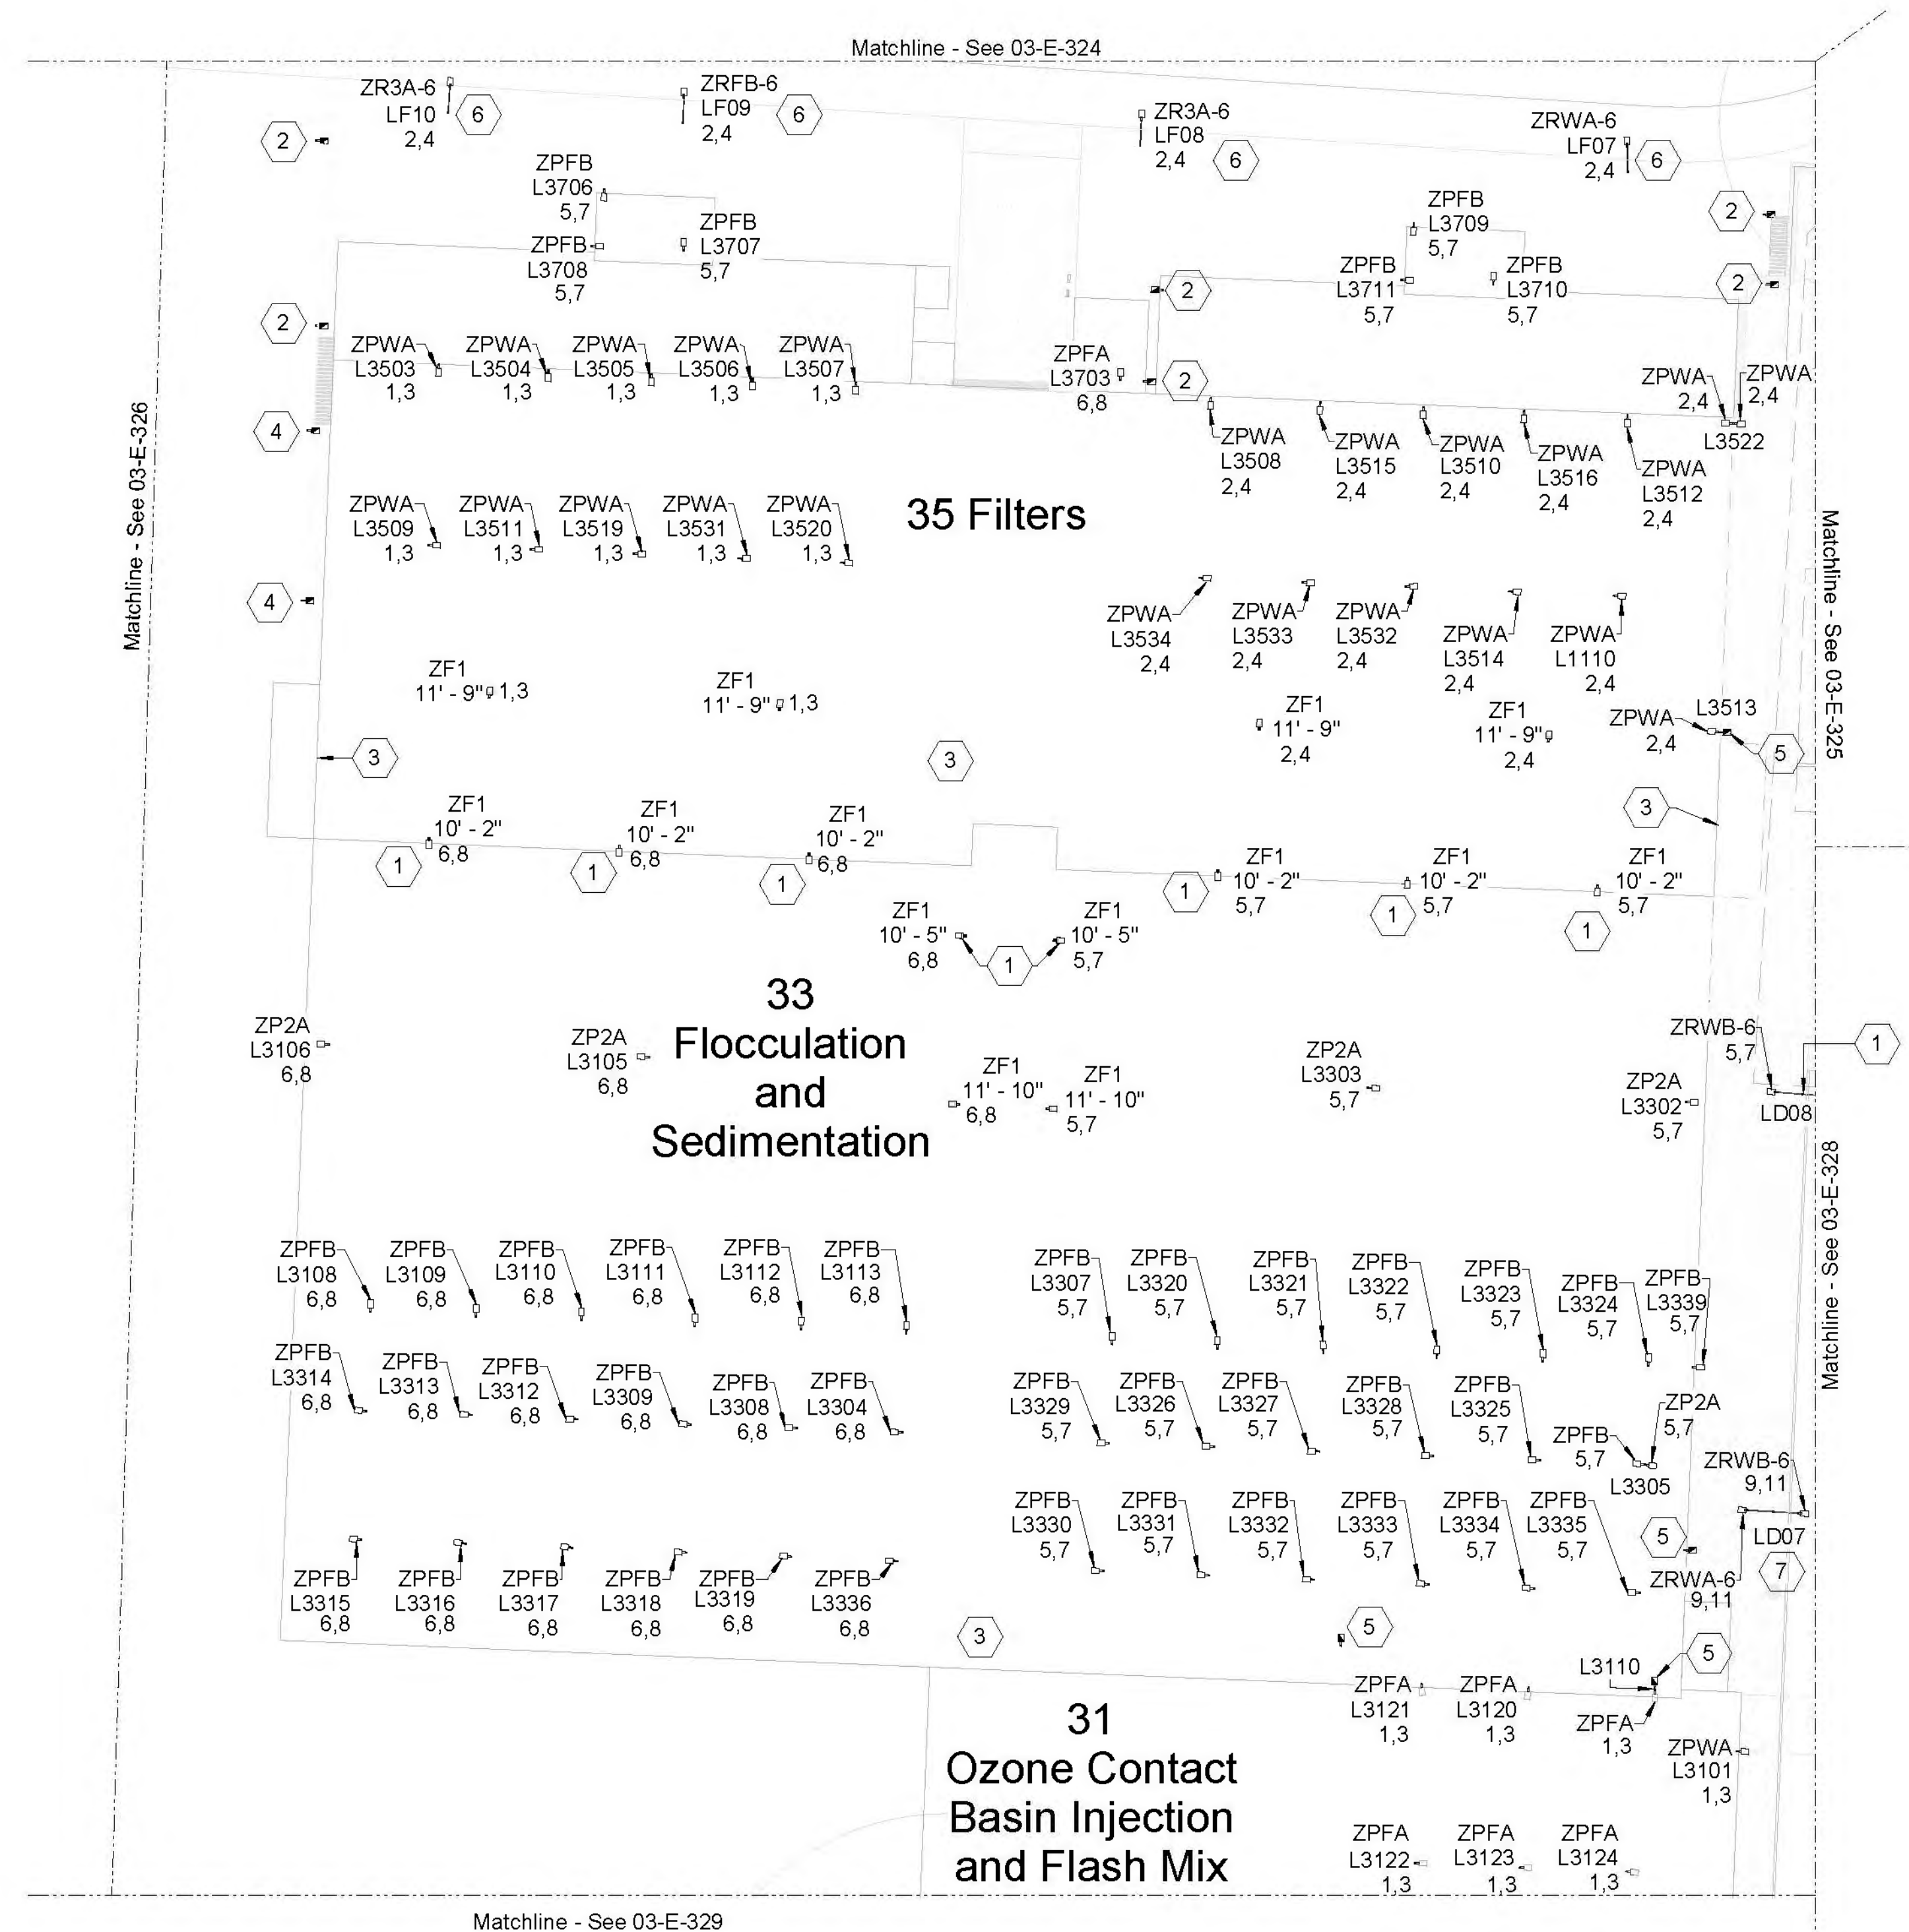 Matchline - See 03-E-324
ZR3A-6
LF10
2,4
6
ZRFB-6
LF09
2,4
6
ZR3A-6
LF08
2,4
6
ZRWA-6
LF07
2,4
6
2
ZPFB
L3706
5,7
ZPFB
L3707
5,7
ZPFB
L3708
5,7
ZPFB
L3709
5,7
ZPFB
L3711
5,7
ZPFB
L3710
5,7
2
2
2
2
2
ZPWA
L3503
1,3
ZPWA
L3504
1,3
ZPWA
L3505
1,3
ZPWA
L3506
1,3
ZPWA
L3507
1,3
ZPFA
L3703
6,8
ZPWA
2,4
ZPWA
2,4
L3522
4
ZPWA
L3508
2,4
ZPWA
L3515
2,4
ZPWA
L3510
2,4
ZPWA
L3516
2,4
ZPWA
L3512
2,4
Matchline - See 03-E-326
Matchline - See 03-E-325
ZPWA
L3509
1,3
ZPWA
L3511
1,3
ZPWA
L3519
1,3
ZPWA
L3531
1,3
ZPWA
L3520
1,3
35 Filters
4
ZPWA
L3534
2,4
ZPWA
L3533
2,4
ZPWA
L3532
2,4
ZPWA
L3514
2,4
ZPWA
L1110
2,4
ZF1
11' - 9" 1,3
ZF1
11' - 9" 1,3
ZF1
11' - 9"
2,4
ZF1
11' - 9"
2,4
ZPWA
2,4
L3513
5
3
3
3
ZF1
10' - 2"
6,8
1
ZF1
10' - 2"
6,8
1
ZF1
10' - 2"
6,8
1
ZF1
10' - 2"
5,7
1
ZF1
10' - 2"
5,7
1
ZF1
10' - 2"
5,7
1
ZF1
10' - 5"
6,8
1
ZF1
10' - 5"
5,7
33
Flocculation
and
Sedimentation
ZP2A
L3106
6,8
ZP2A
L3105
6,8
ZF1
11' - 10"
6,8
ZF1
11' - 10"
5,7
ZP2A
L3303
5,7
ZP2A
L3302
5,7
ZRWB-6
5,7
1
LD08
Matchline - See 03-E-328
ZPFB
L3108
6,8
ZPFB
L3109
6,8
ZPFB
L3110
6,8
ZPFB
L3111
6,8
ZPFB
L3112
6,8
ZPFB
L3113
6,8
ZPFB
L3307
5,7
ZPFB
L3320
5,7
ZPFB
L3321
5,7
ZPFB
L3322
5,7
ZPFB
L3323
5,7
ZPFB
L3324
5,7
ZPFB
L3339
5,7
ZPFB
L3314
6,8
ZPFB
L3313
6,8
ZPFB
L3312
6,8
ZPFB
L3309
6,8
ZPFB
L3308
6,8
ZPFB
L3304
6,8
ZPFB
L3329
5,7
ZPFB
L3326
5,7
ZPFB
L3327
5,7
ZPFB
L3328
5,7
ZPFB
L3325
5,7
ZPFB
5,7
ZP2A
5,7
L3305
ZRWB-6
9,11
LD07
7
ZPFB
L3330
5,7
ZPFB
L3331
5,7
ZPFB
L3332
5,7
ZPFB
L3333
5,7
ZPFB
L3334
5,7
ZPFB
L3335
5,7
5
ZRWA-6
9,11
ZPFB
L3315
6,8
ZPFB
L3316
6,8
ZPFB
L3317
6,8
ZPFB
L3318
6,8
ZPFB
L3319
6,8
ZPFB
L3336
6,8
3
5
5
L3110
ZPFA
L3121
1,3
ZPFA
L3120
1,3
ZPFA
1,3
ZPWA
L3101
1,3
31
Ozone Contact
Basin Injection
and Flash Mix
ZPFA
L3122
1,3
ZPFA
L3123
1,3
ZPFA
L3124
1,3
Matchline - See 03-E-329